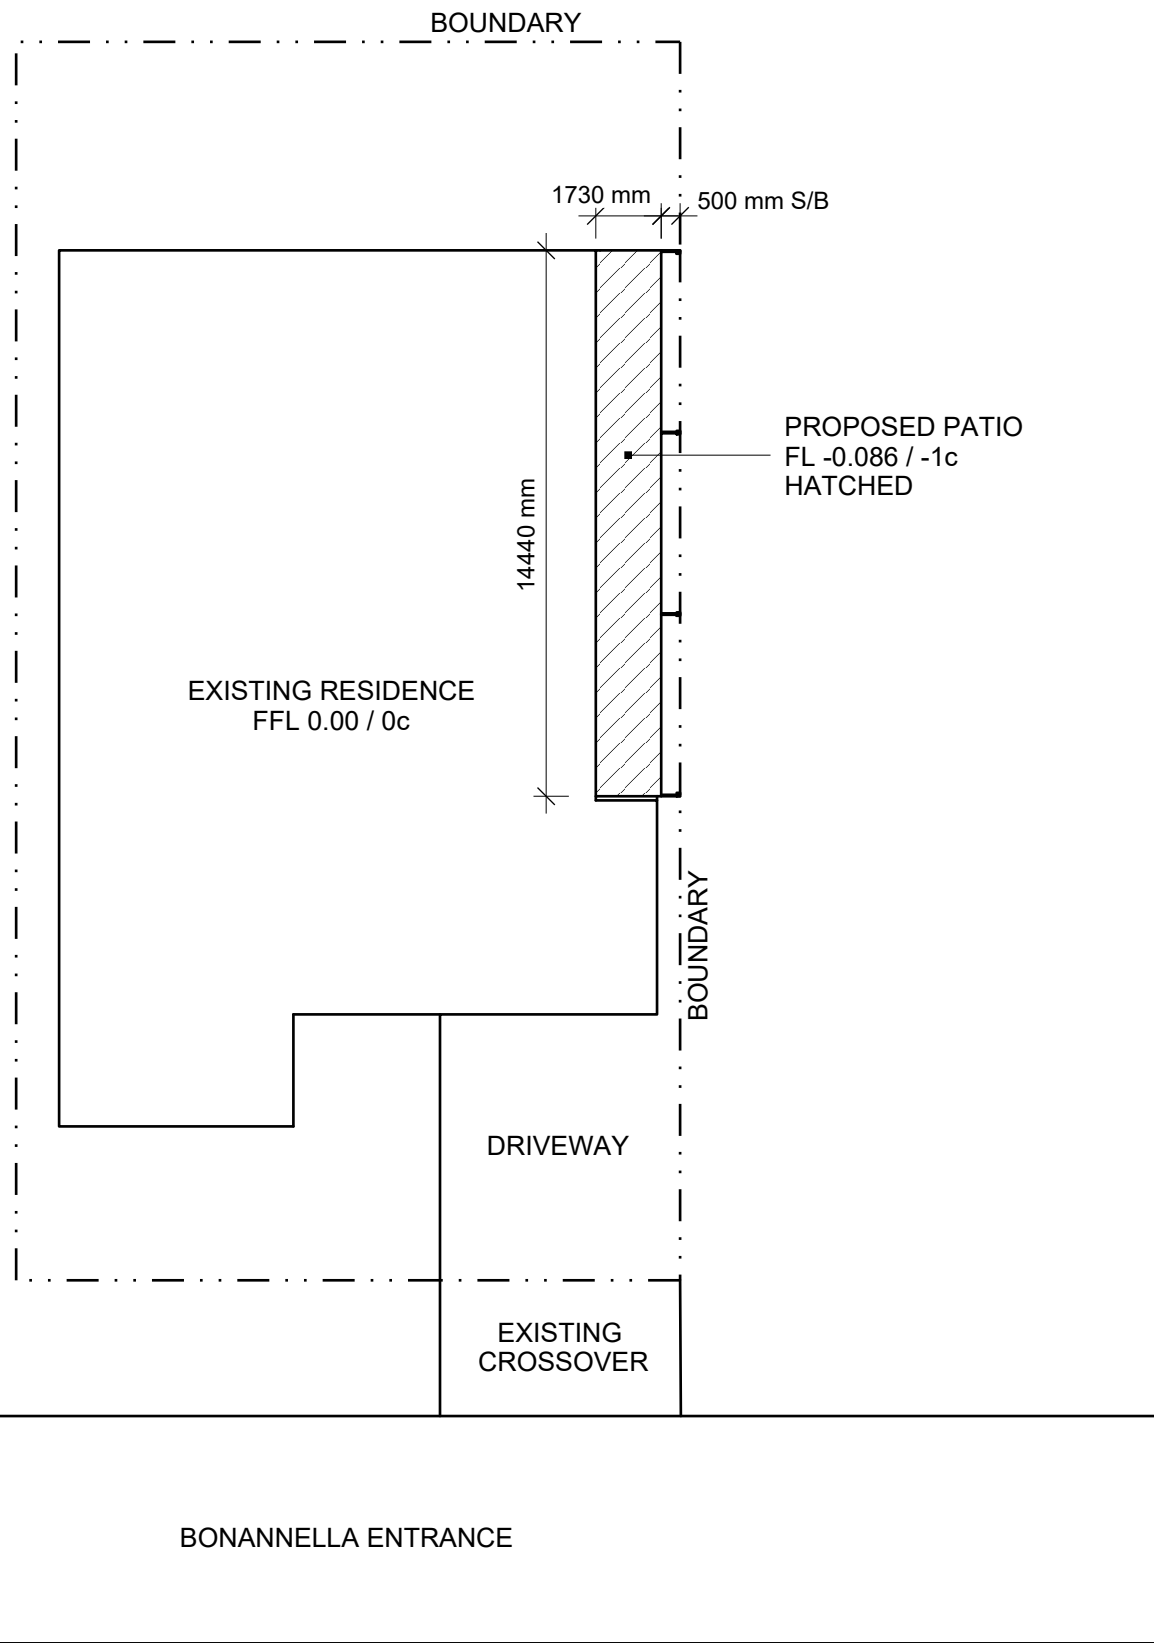 BOUNDARY
1730 mm
500 mm S/B
PROPOSED PATIO
FL -0.086 / -1c
HATCHED
14440 mm
EXISTING RESIDENCE
FFL 0.00 / 0c
BOUNDARY
DRIVEWAY
EXISTING
CROSSOVER
BONANNELLA ENTRANCE